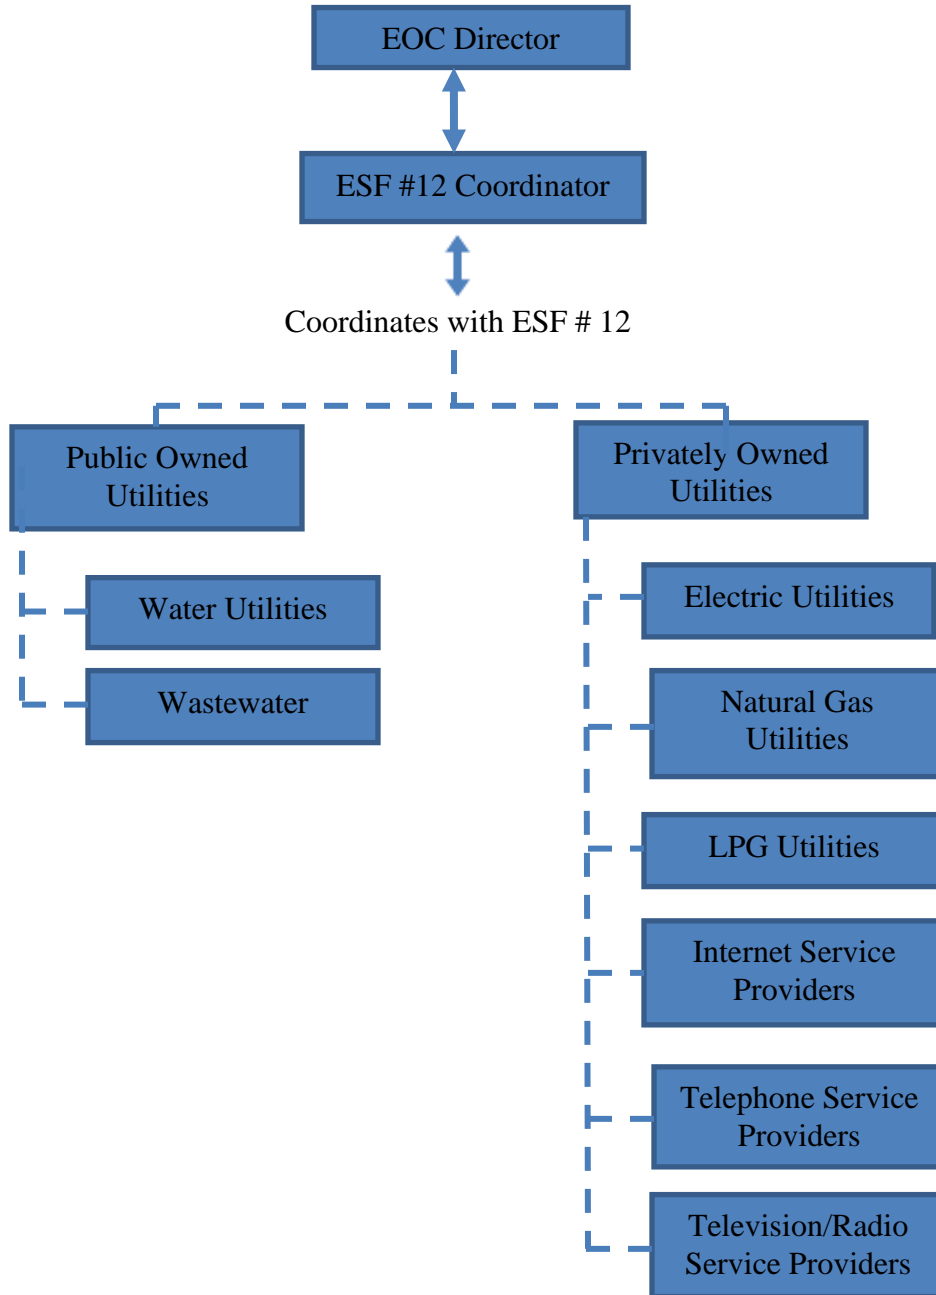 EOC Director
ESF #12 Coordinator
Coordinates with ESF # 12
Public Owned
Utilities
Privately Owned
Utilities
Water Utilities
Wastewater
Electric Utilities
Natural Gas
Utilities
LPG Utilities
Internet Service
Providers
Telephone Service
Providers
Television/Radio
Service Providers